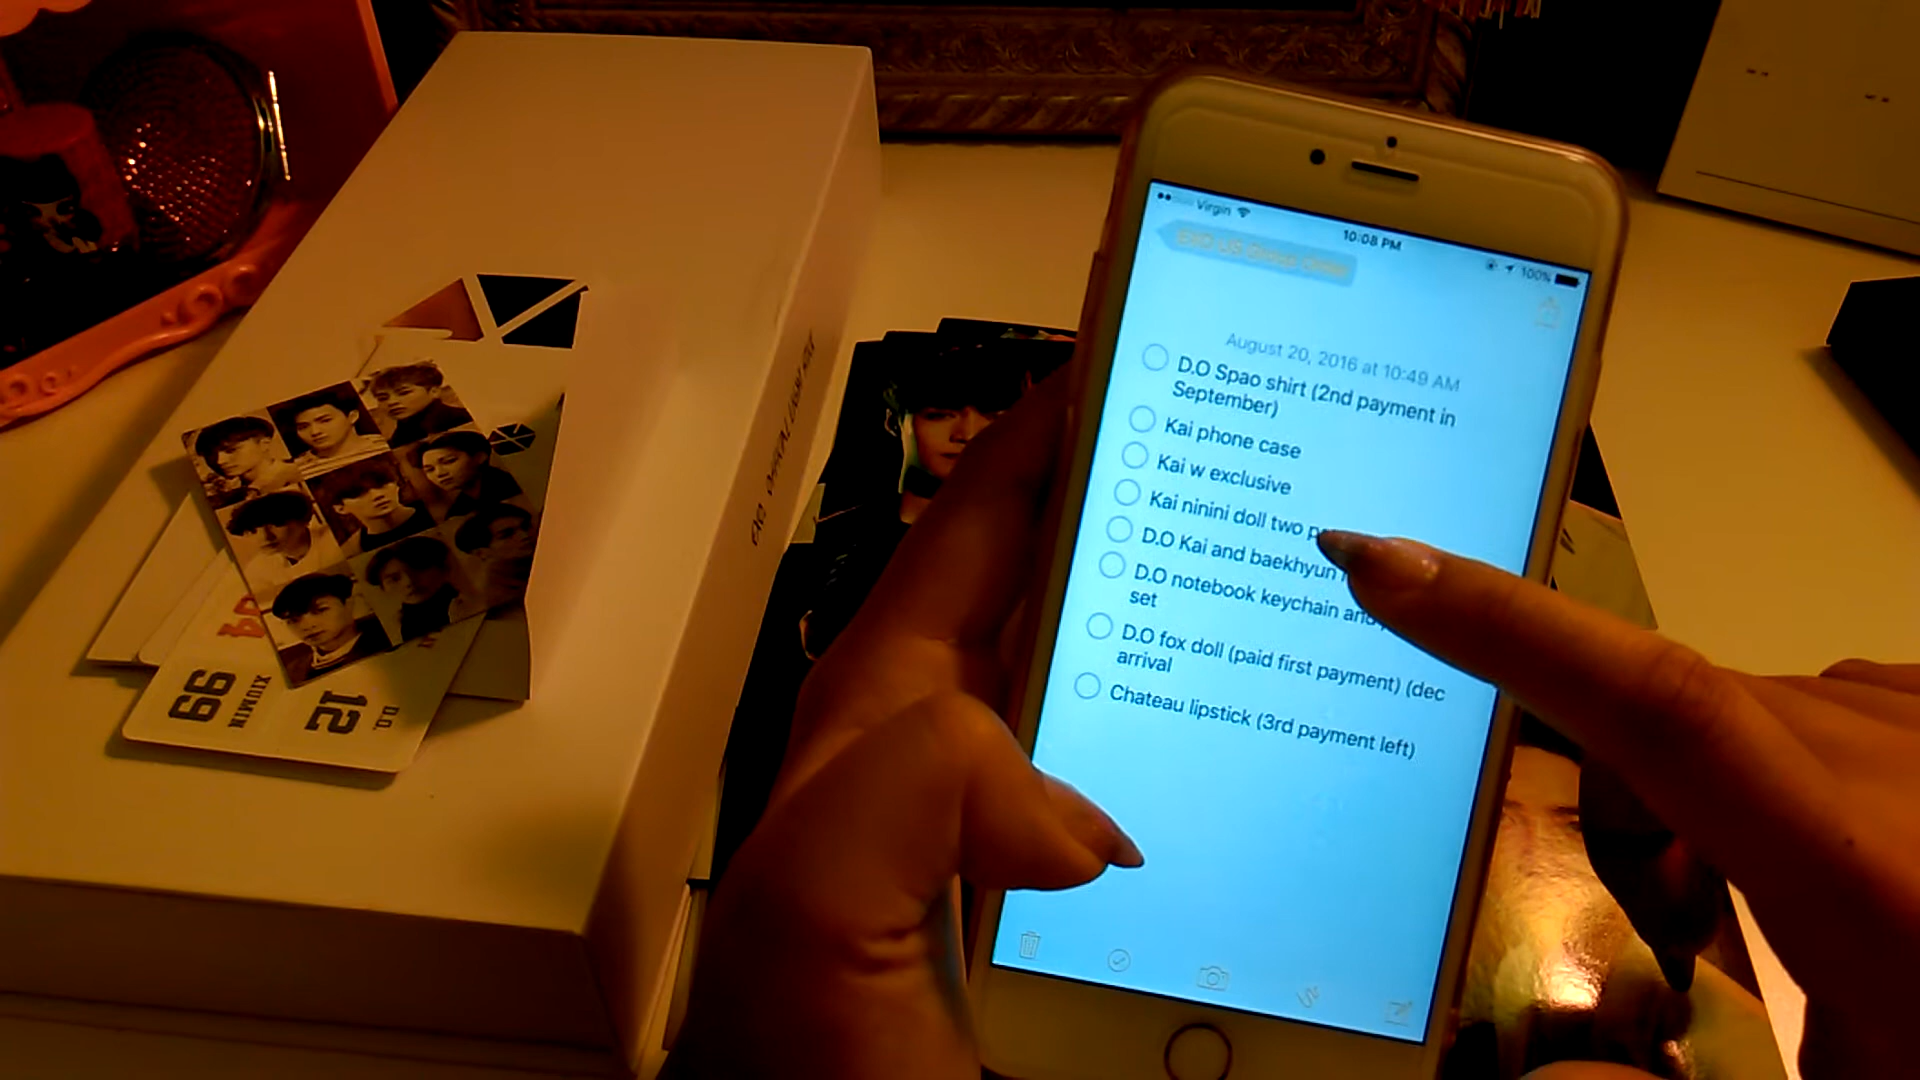 Virgin
10:08 PM
100%
August 20, 2016 at 10:49 AM
D.O Spao shirt (2nd payment in
September)
Kai phone case
Kai w exclusive
Kai ninini doll two
D.O Kai and baekhyun
D.O notebook keychain and
set
D.O fox doll (paid first payment) (dec
arrival
Chateau lipstick (3rd payment left)
99
XIUMIN
12
D.O.